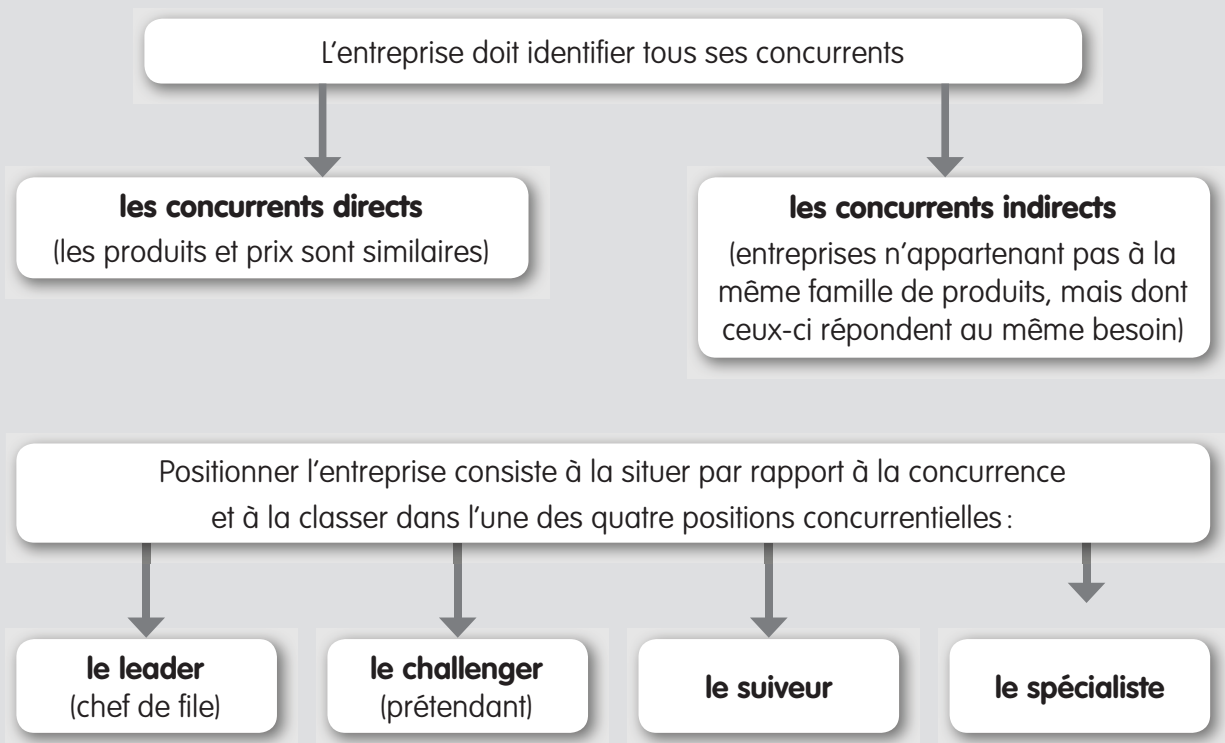 L'entreprise doit identifier tous ses concurrents
les concurrents directs
(les produits et prix sont similaires)
les concurrents indirects
(entreprises n'appartenant pas à la
même famille de produits, mais dont
ceux-ci répondent au même besoin)
Positionner l'entreprise consiste à la situer par rapport à la concurrence
et à la classer dans l'une des quatre positions concurrentielles :
le leader
(chef de file)
le challenger
(prétendant)
le suiveur
le spécialiste